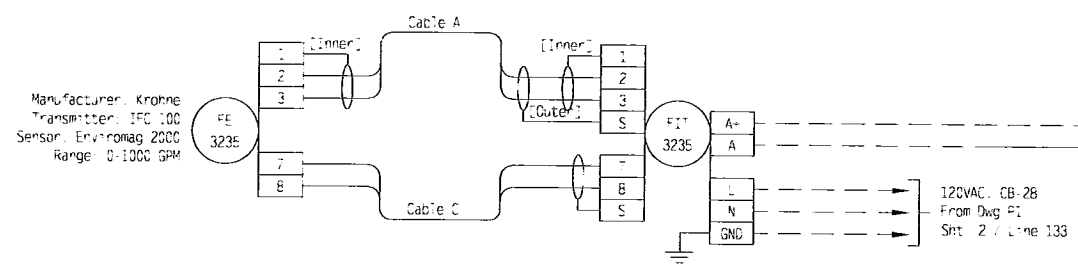 Cable A
[Inner]
[Inner]
1
2
3
1
2
3
S
[Outer]
Manufacturer. Krohne
Transmitter: IFC 100
Sensor. Enviromag 2000
Range: 0-1000 GPM
FE
3235
FIT
3235
A+
A
7
8
7
8
S
Cable C
L
N
GND
120VAC. CB-28
From Dwg PI
Sht 2 / Line 133